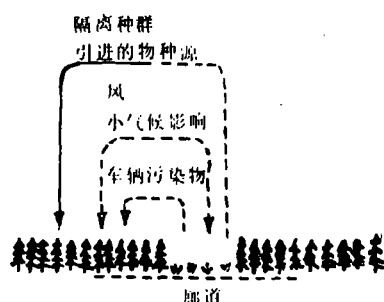 隔离种群
引进的物种源
风
小气候影响
车辆污染物
廊道